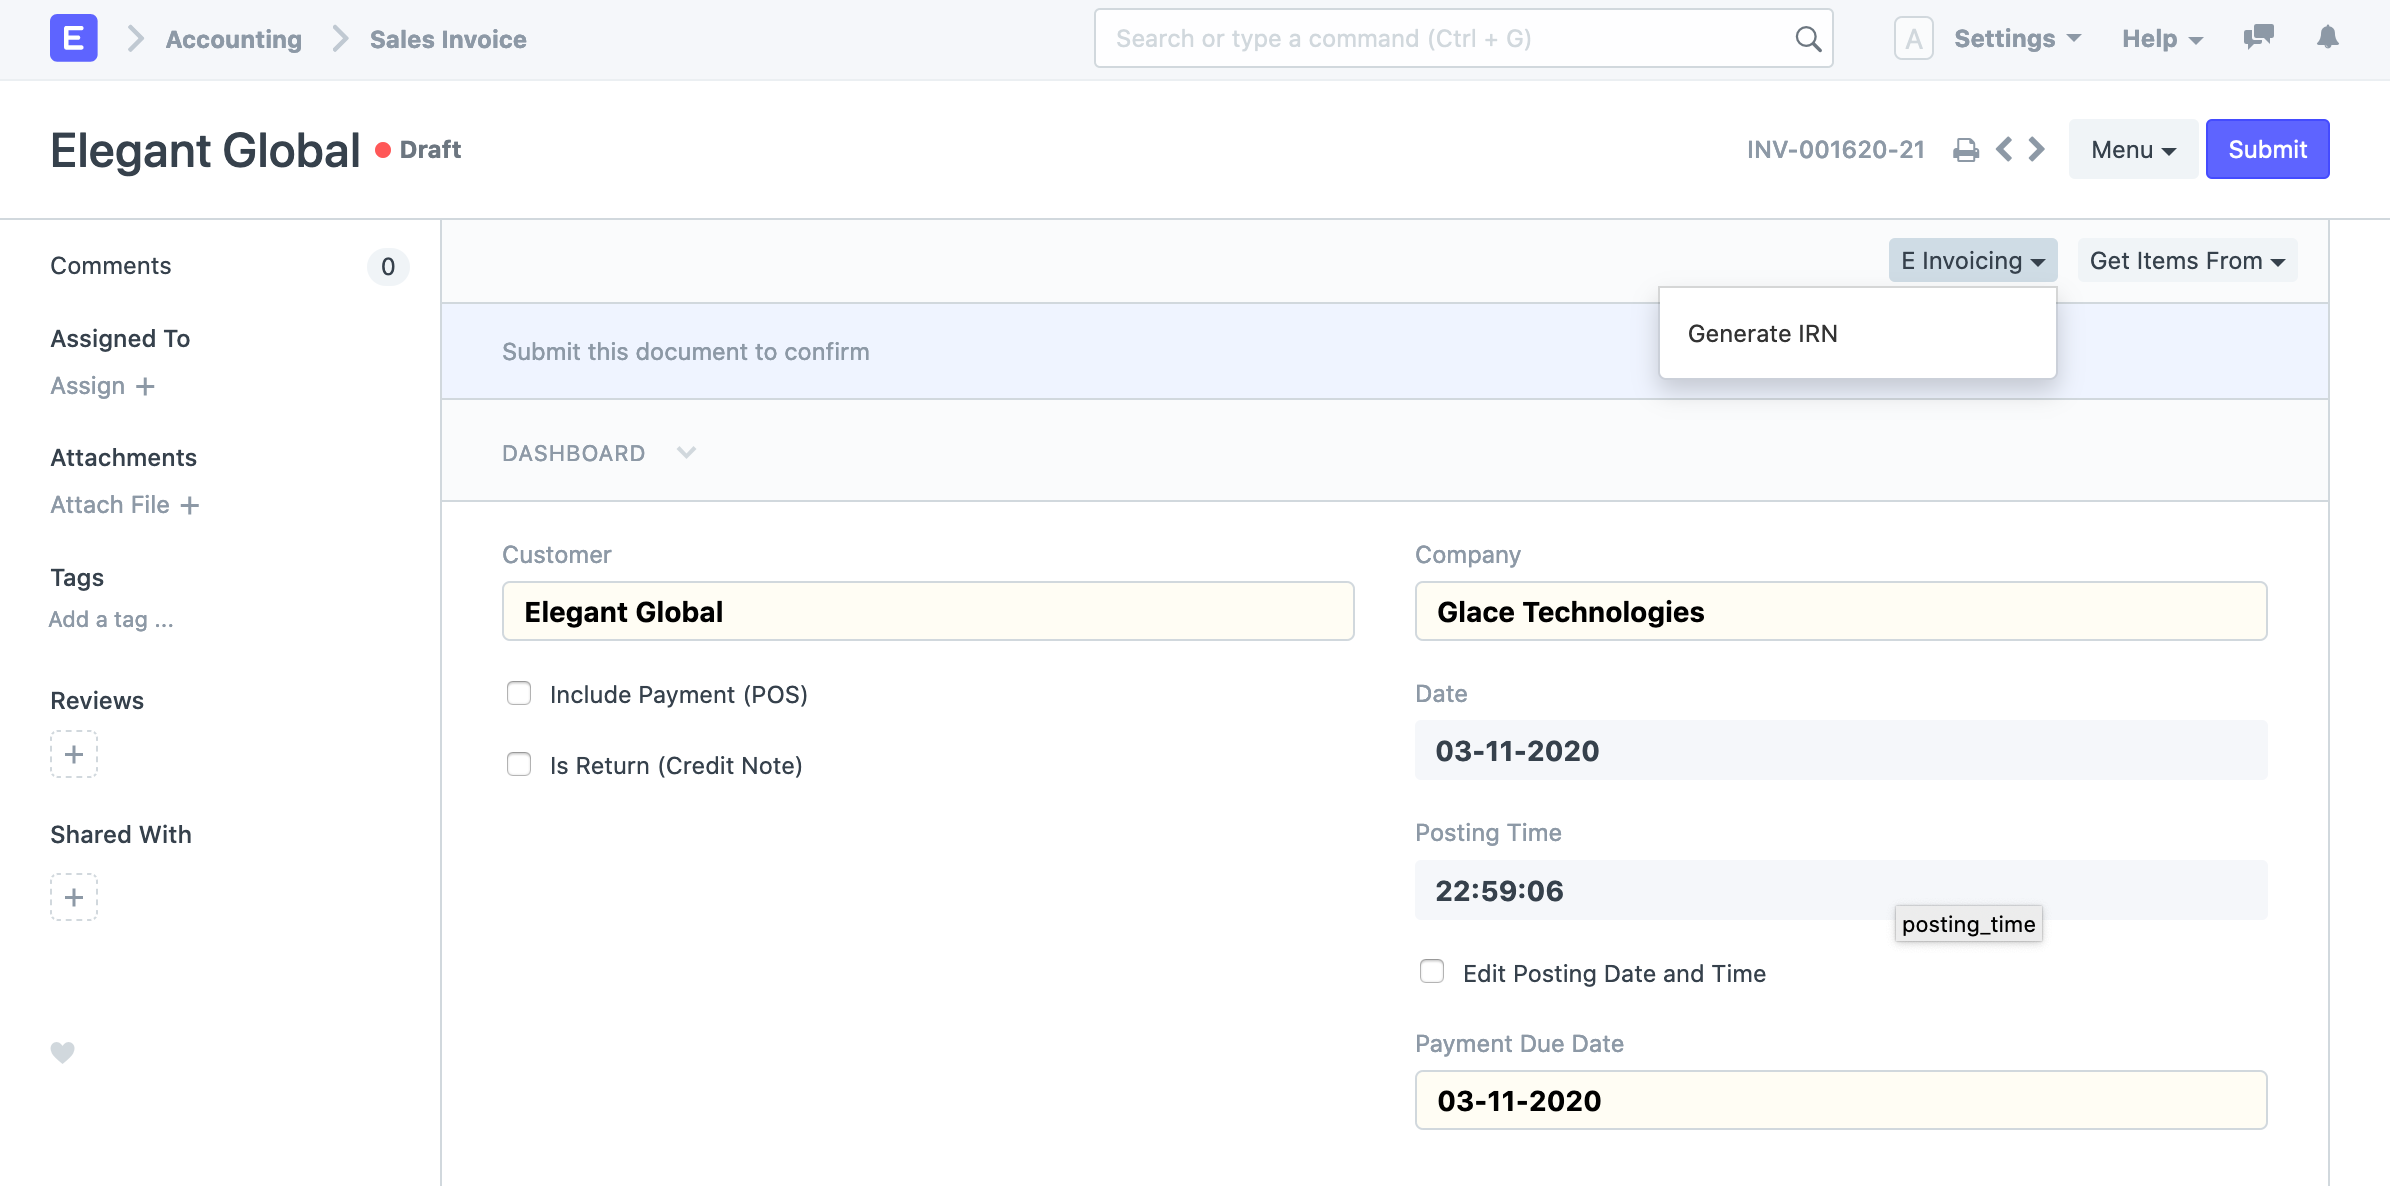 E Accounting Sales Invoice Search or type a command (Ctrl + G) A Settings Help
Elegant Global Draft INV-001620-21 Menu Submit
Comments 0
Assigned To
Assign +
Attachments
Attach File +
Tags
Add a tag ...
Reviews
+
Shared With
+
E Invoicing Get Items From
Generate IRN
Submit this document to confirm
DASHBOARD
Customer
Elegant Global
Include Payment (POS)
Is Return (Credit Note)
Company
Glace Technologies
Date
03-11-2020
Posting Time
22:59:06
posting_time
Edit Posting Date and Time
Payment Due Date
03-11-2020